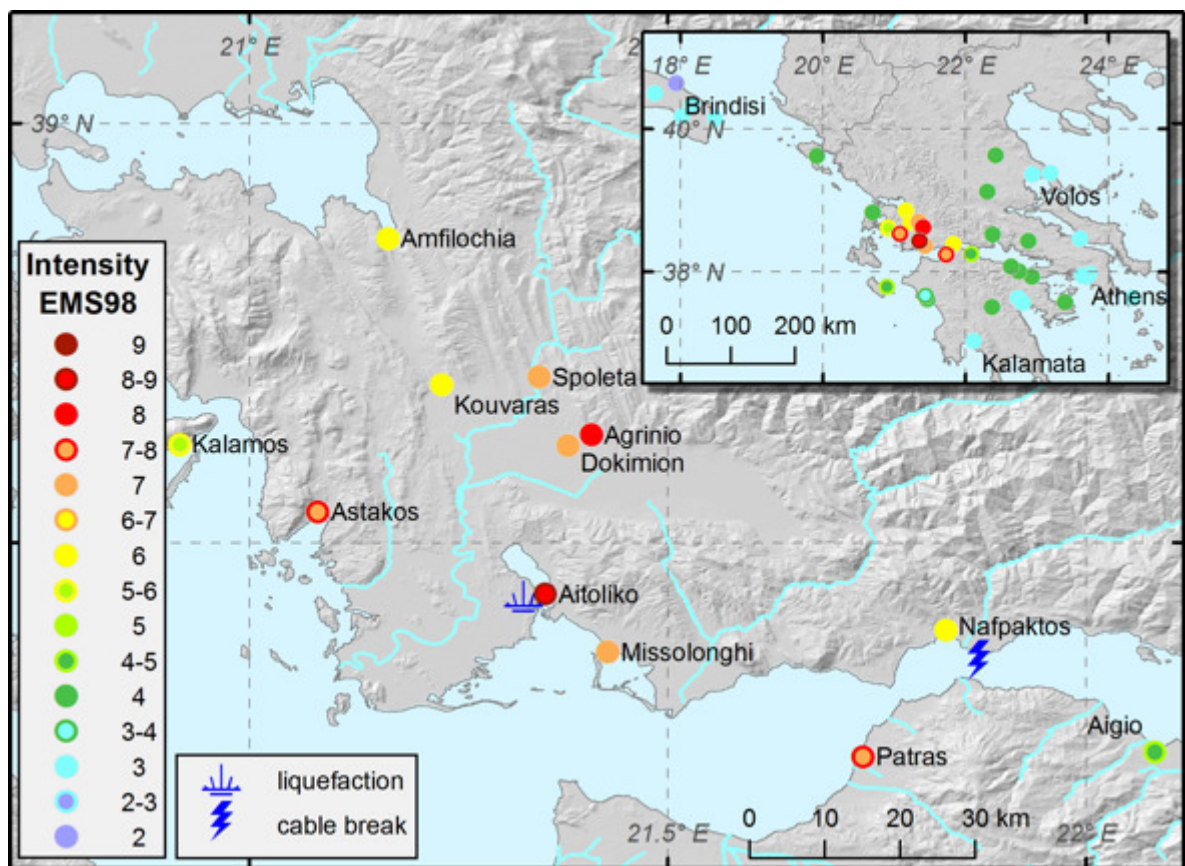 21° E
39° N
18° E
20° E
22° E
24° E
Brindisi
40° N
Volos
38° N
Athens
0 100 200 km
Kalamata
Amfilochia
Spoleta
Kouvaras
Agrinio
Dokimion
Kalamos
Astakos
Aitoliko
Nafpaktos
Missolonghi
Aigio
Patras
0 10 20 30 km
21.5° E
22° E
Intensity
EMS98
9
8-9
8
7-8
7
6-7
6
5-6
5
4-5
4
3-4
3
2-3
2
liquefaction
cable break